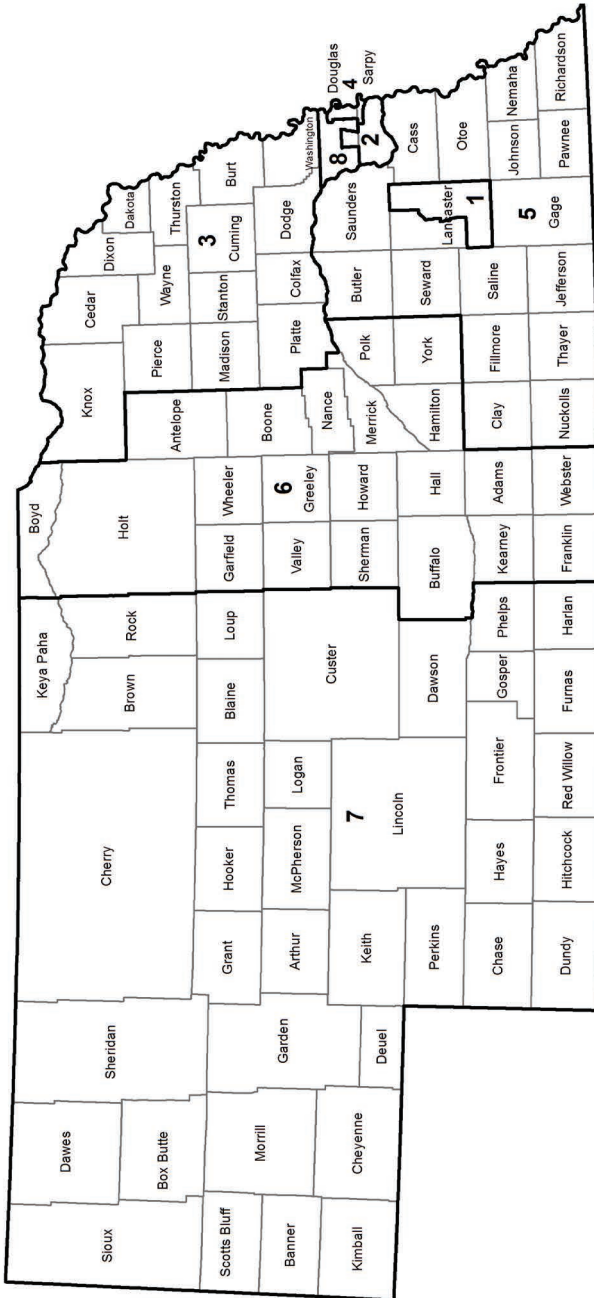 Sioux
Dawes
Sheridan
Cherry
Keya Paha
Boyd
Knox
Cedar
Dixon
Dakota
Box Butte
Brown
Rock
Holt
Antelope
Pierce
Wayne
Thurston
Scotts Bluff
Morrill
Garden
Grant
Hooker
Thomas
Blaine
Loup
Garfield
Wheeler
Boone
Madison
Stanton
3
Cuming
Burt
Banner
Arthur
McPherson
Logan
Custer
Valley
6
Greeley
Nance
Platte
Colfax
Dodge
Washington
Kimball
Cheyenne
Deuel
Keith
7
Lincoln
Sherman
Howard
Merrick
Polk
Butler
Saunders
8
Douglas
4
2
Sarpy
Perkins
Dawson
Buffalo
Hall
Hamilton
York
Seward
Lancaster
1
Cass
Otoe
Chase
Hayes
Frontier
Gosper
Phelps
Kearney
Adams
Clay
Fillmore
Saline
5
Gage
Johnson
Nemaha
Dundy
Hitchcock
Red Willow
Furnas
Harlan
Franklin
Webster
Nuckolls
Thayer
Jefferson
Pawnee
Richardson